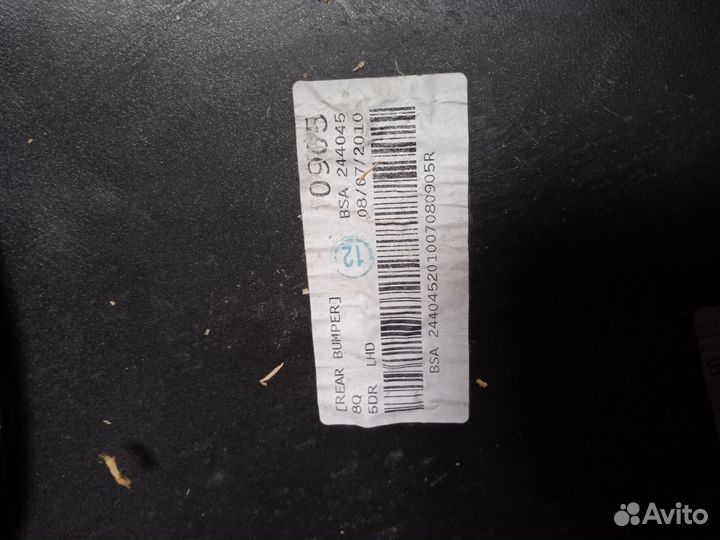 0905
[REAR BUMPER] BSA 244045
8Q 12 08/07/2010
5DR LHD
BSA 244045201007080905R
Avito